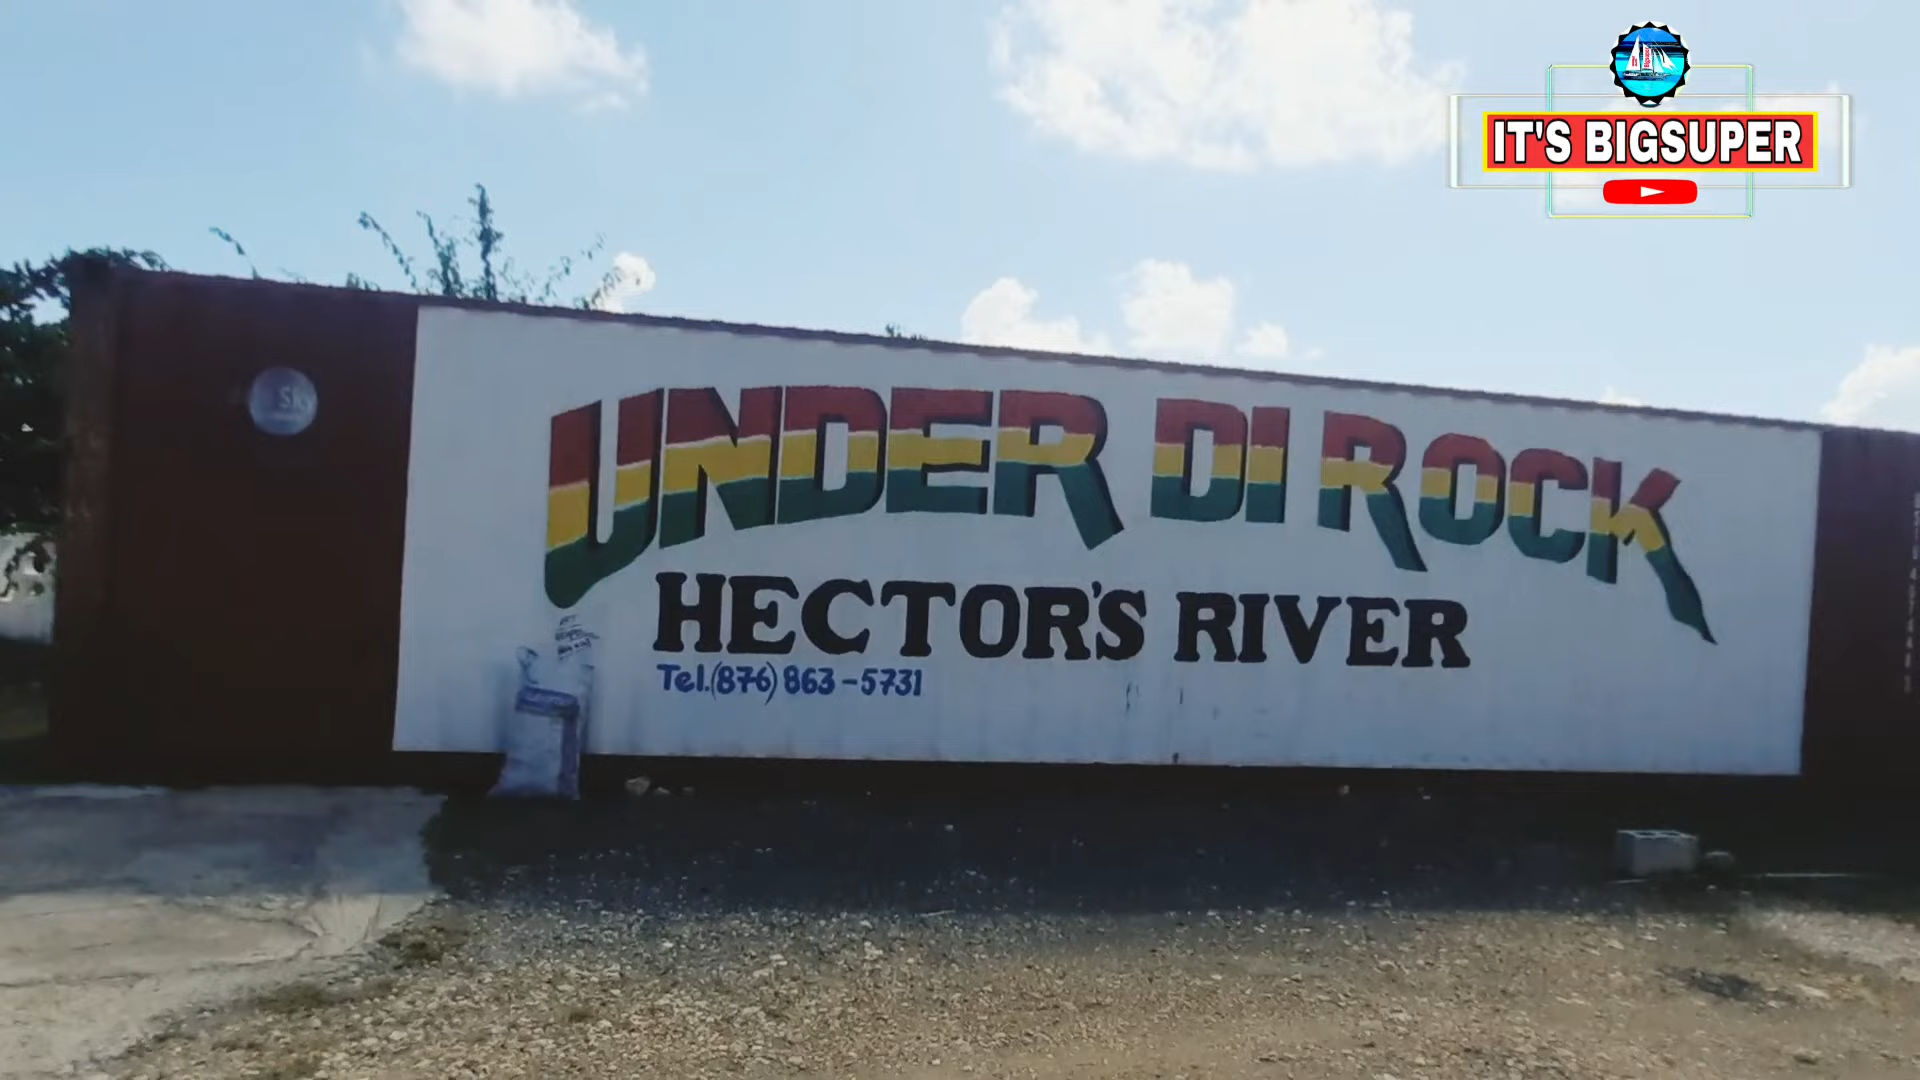 IT'S BIGSUPER
UNDER DI ROCK
HECTOR'S RIVER
Tel.(876) 863-5731